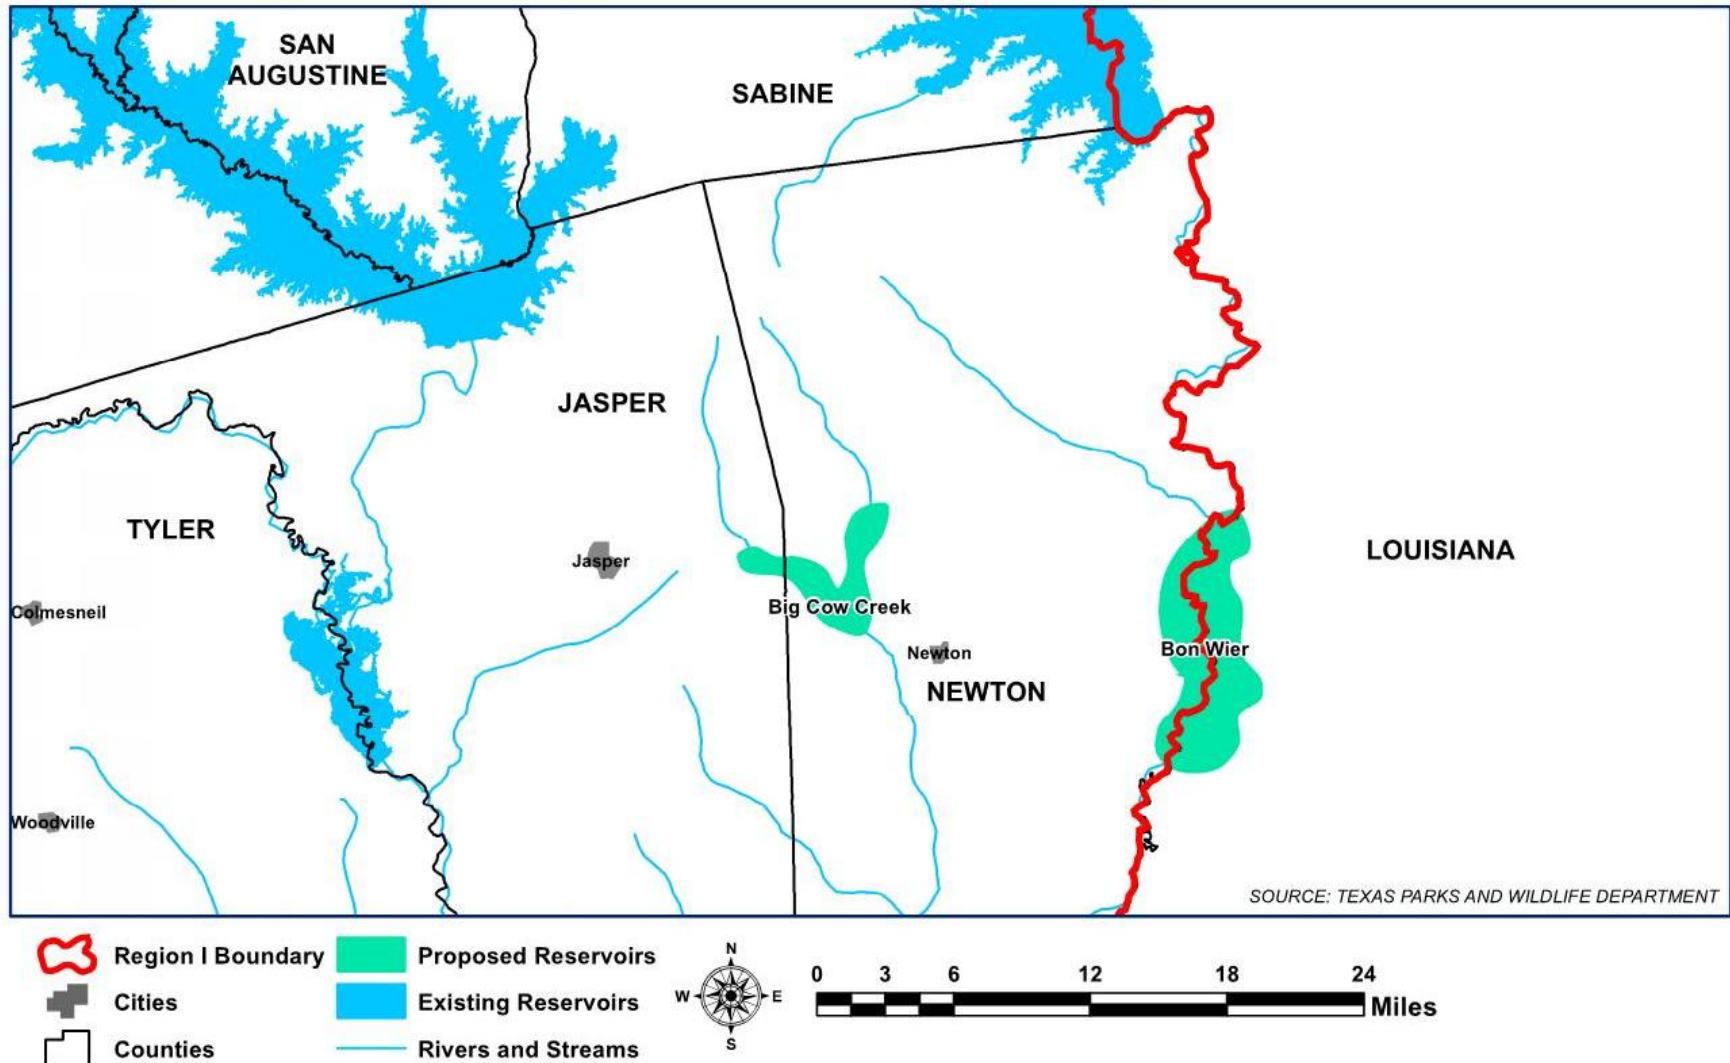 SAN
AUGUSTINE
SABINE
JASPER
TYLER
Jasper
LOUISIANA
Colmesneil
Big Cow Creek
Newton
Bon Wier
NEWTON
Woodville
SOURCE: TEXAS PARKS AND WILDLIFE DEPARTMENT
Region I Boundary
Proposed Reservoirs
Cities
Existing Reservoirs
Counties
Rivers and Streams
N
W E
S
0 3 6 12 18 24
Miles